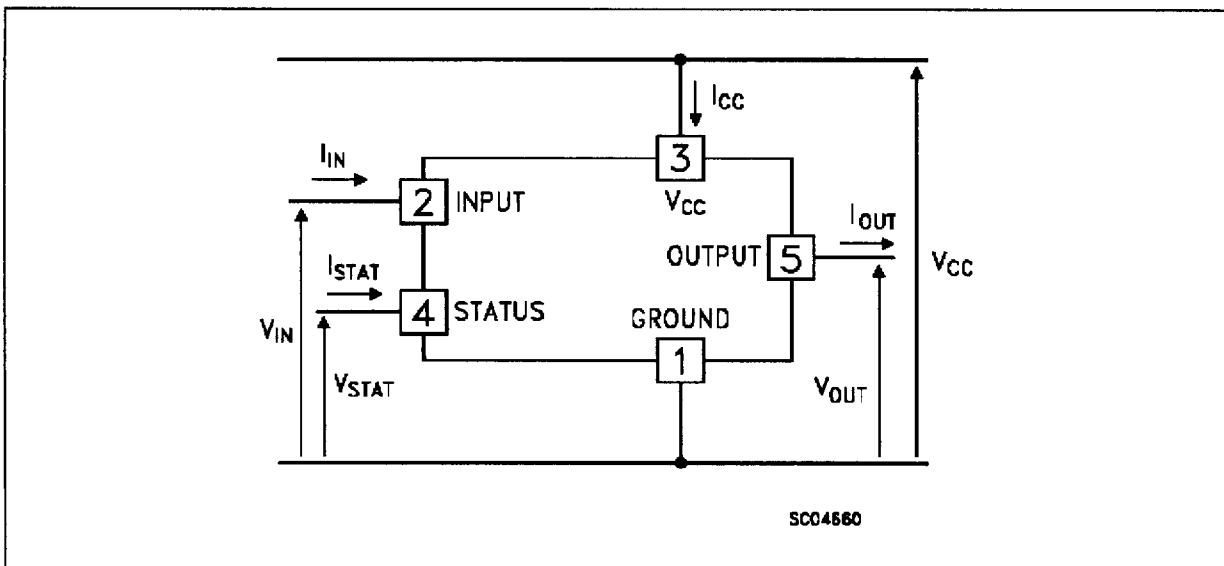 I_CC
3
V_CC
I_IN
2 INPUT
I_OUT
OUTPUT 5
V_CC
I_STAT
4 STATUS
GROUND
1
V_IN
V_STAT
V_OUT
SC04660